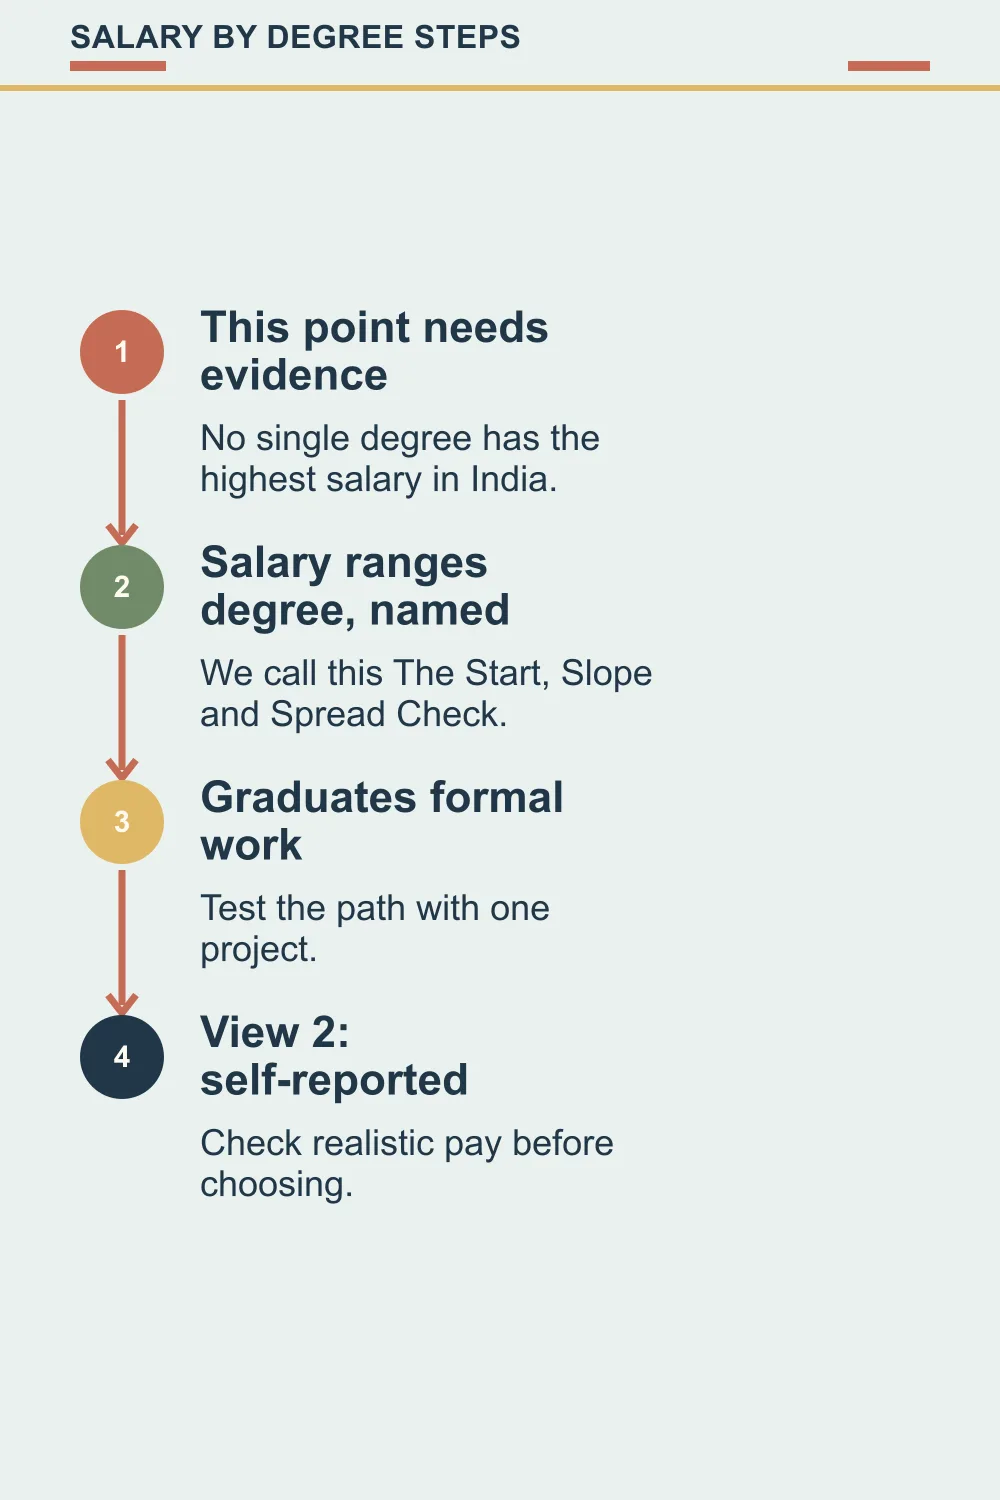 SALARY BY DEGREE STEPS
1
This point needs
evidence
No single degree has the
highest salary in India.
2
Salary ranges
degree, named
We call this The Start, Slope
and Spread Check.
3
Graduates formal
work
Test the path with one
project.
4
View 2:
self-reported
Check realistic pay before
choosing.